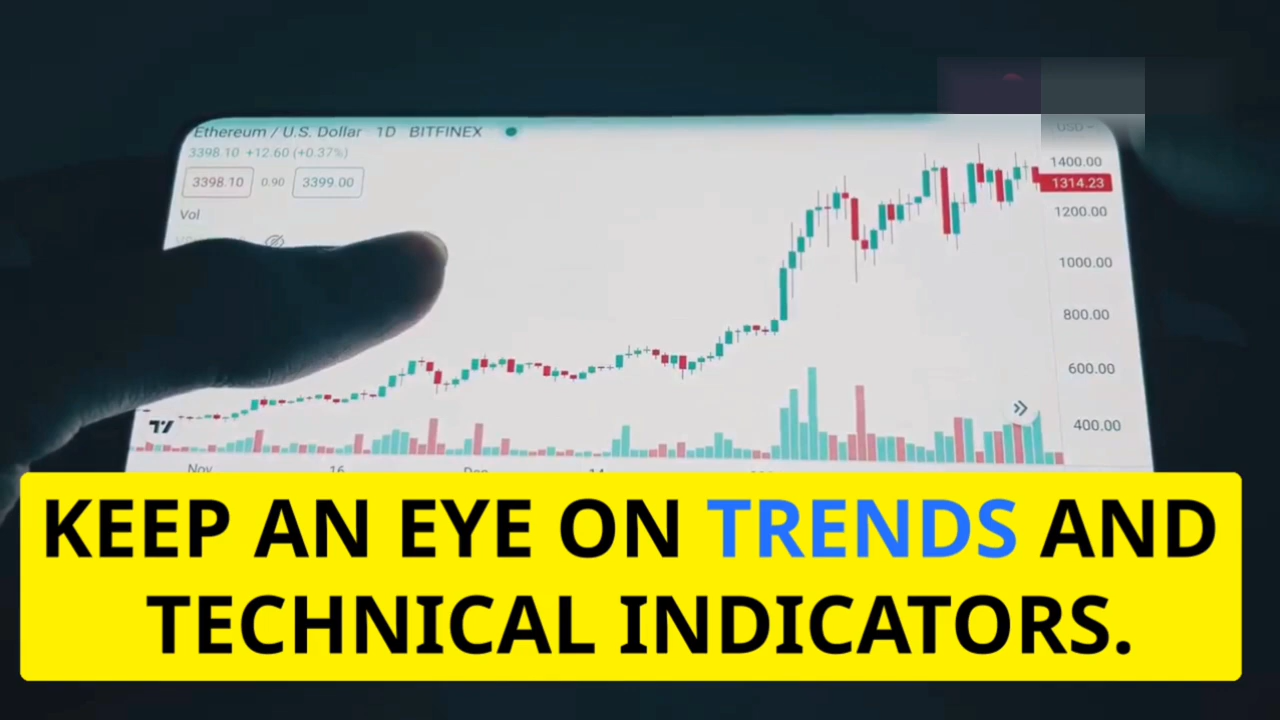 Ethereum / U.S. Dollar 1D BITFINEX
USD
3398.10 +12.60 (+0.37%)
3398.10 0.90 3399.00
Vol
1400.00
1314.23
1200.00
1000.00
800.00
600.00
400.00
Nov 16 Dec 14
KEEP AN EYE ON TRENDS AND
TECHNICAL INDICATORS.